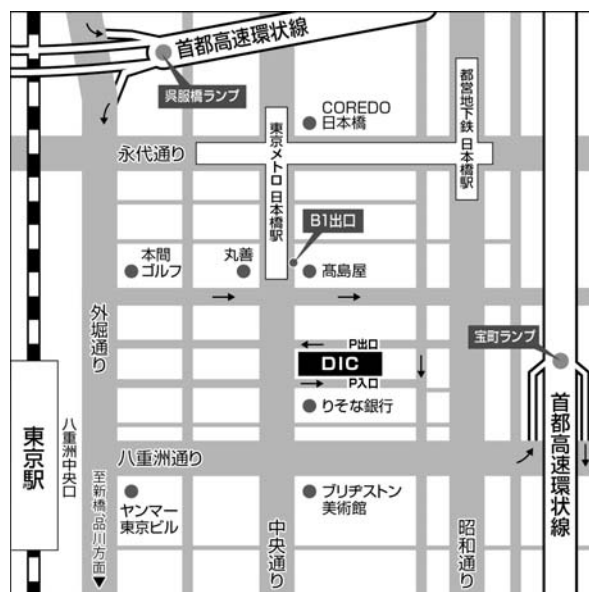 首都高速環状線
呉服橋ランプ
COREDO
日本橋
都営地下鉄 日本橋駅
東京メトロ 日本橋駅
永代通り
B1出口
本間
ゴルフ
丸善
髙島屋
外堀通り
P出口
DIC
P入口
宝町ランプ
りそな銀行
首都高速環状線
東京駅
八重洲中央口
八重洲通り
至新橋、品川方面
ヤンマー
東京ビル
ブリヂストン
美術館
中央通り
昭和通り